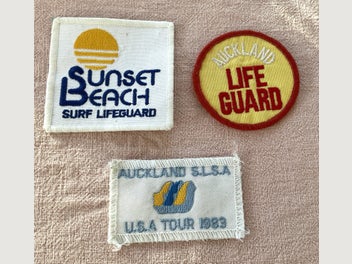 SUNSET
BEACH
SURF LIFEGUARD
AUCKLAND
LIFE
GUARD
AUCKLAND S.L.S.A
U.S.A TOUR 1983